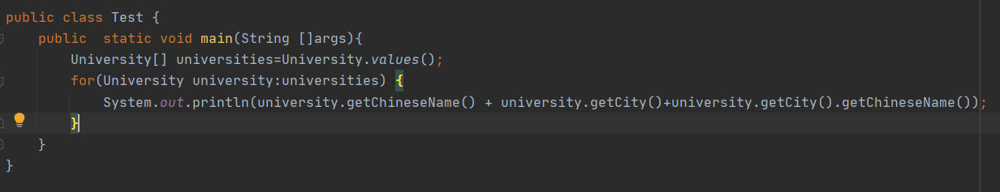 public class Test {
public  static void main(String []args){
University[] universities=University.values();
for(University university:universities) {
System.out.println(university.getChineseName() + university.getCity()+university.getCity().getChineseName());
}
}
}